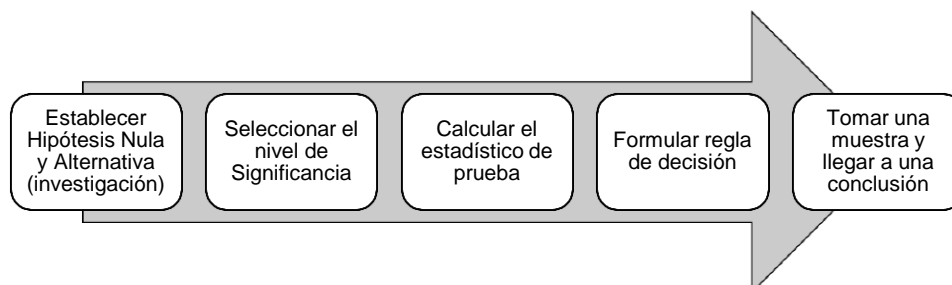 Establecer
Hipótesis Nula
y Alternativa
(investigación)
Seleccionar el
nivel de
Significancia
Calcular el
estadístico de
prueba
Formular regla
de decisión
Tomar una
muestra y
llegar a una
conclusión